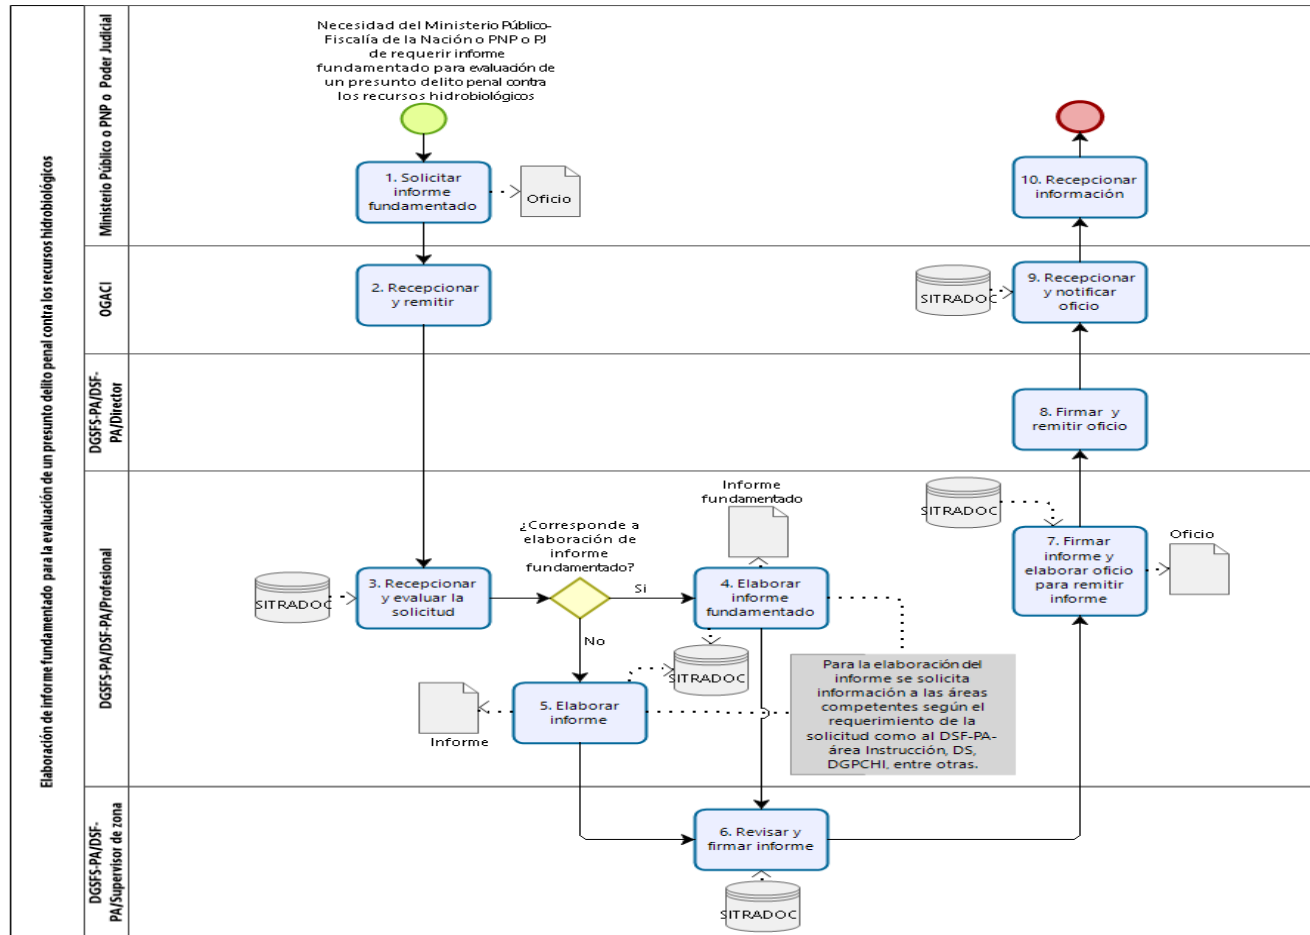 Elaboración de informe fundamentado para la evaluación de un presunto delito penal contra los recursos hidrobiológicos
Ministerio Público o PNP o Poder Judicial
Necesidad del Ministerio Público-
Fiscalía de la Nación o PNP o PJ
de requerir informe
fundamentado para evaluación de
un presunto delito penal contra
los recursos hidrobiológicos
1. Solicitar
informe
fundamentado
Oficio
10. Recepcionar
información
OGACI
2. Recepcionar
y remitir
SITRADOC
9. Recepcionar
y notificar
oficio
DGSFS-PA/DSF-
PA/Director
8. Firmar y
remitir oficio
DGSFS-PA/DSF-PA/Profesional
SITRADOC
3. Recepcionar
y evaluar la
solicitud
¿Corresponde a
elaboración de
informe
fundamentado?
Si
No
Informe
fundamentado
4. Elaborar
informe
fundamentado
SITRADOC
5. Elaborar
informe
Informe
Para la elaboración del
informe se solicita
información a las áreas
competentes según el
requerimiento de la
solicitud como al DSF-PA-
área Instrucción, DS,
DGPCHI, entre otras.
SITRADOC
7. Firmar
informe y
elaborar oficio
para remitir
informe
Oficio
DGSFS-PA/DSF-
PA/Supervisor de zona
6. Revisar y
firmar informe
SITRADOC